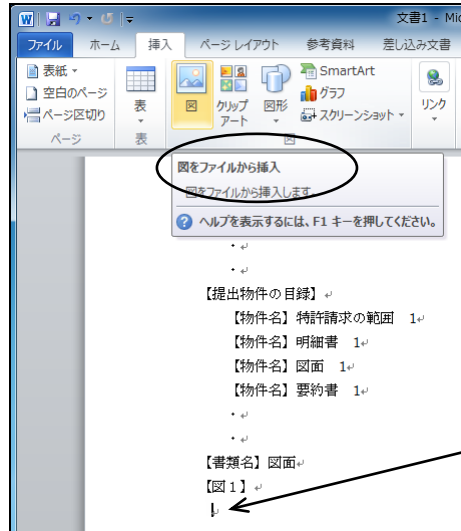 文書1 - Mi
ファイル ホーム 挿入 ページ レイアウト 参考資料 差し込み文書
表紙
空白のページ
ページ区切り
ページ
表
表
図
クリップ
アート
図形
SmartArt
グラフ
スクリーンショット
図
リンク
図をファイルから挿入
図をファイルから挿入します。
ヘルプを表示するには、F1 キーを押してください。
・
・
【提出物件の目録】
【物件名】特許請求の範囲 1
【物件名】明細書 1
【物件名】図面 1
【物件名】要約書 1
・
・
【書類名】図面
【図1】